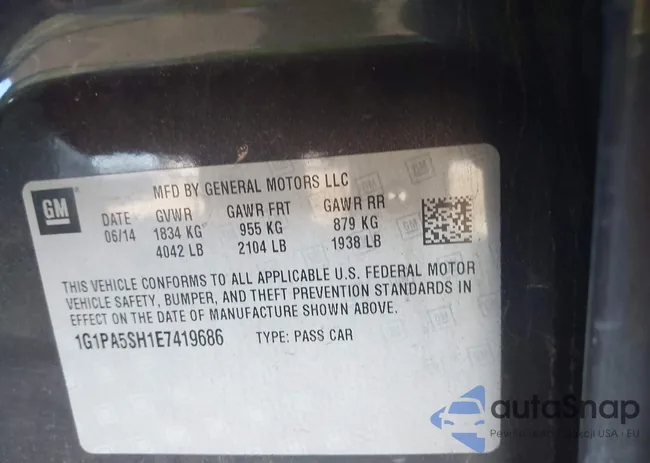 MFD BY GENERAL MOTORS LLC
GM
DATE GVWR GAWR FRT GAWR RR
06/14 1834 KG 955 KG 879 KG
4042 LB 2104 LB 1938 LB
THIS VEHICLE CONFORMS TO ALL APPLICABLE U.S. FEDERAL MOTOR
VEHICLE SAFETY, BUMPER, AND THEFT PREVENTION STANDARDS IN
EFFECT ON THE DATE OF MANUFACTURE SHOWN ABOVE.
1G1PA5SH1E7419686 TYPE: PASS CAR
autoSnap
USA · EU